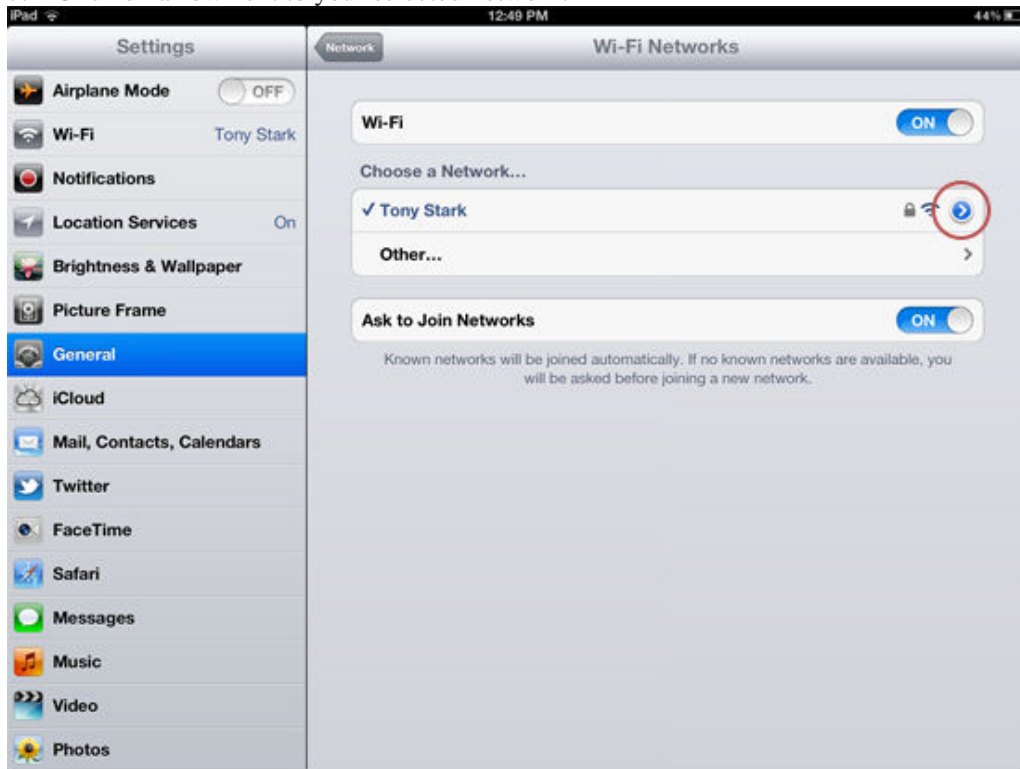 iPad 12:49 PM 44%
Settings
Airplane Mode OFF
Wi-Fi Tony Stark
Notifications
Location Services On
Brightness & Wallpaper
Picture Frame
General
iCloud
Mail, Contacts, Calendars
Twitter
FaceTime
Safari
Messages
Music
Video
Photos
Network Wi-Fi Networks
Wi-Fi ON
Choose a Network...
✓ Tony Stark
Other...
Ask to Join Networks ON
Known networks will be joined automatically. If no known networks are available, you
will be asked before joining a new network.